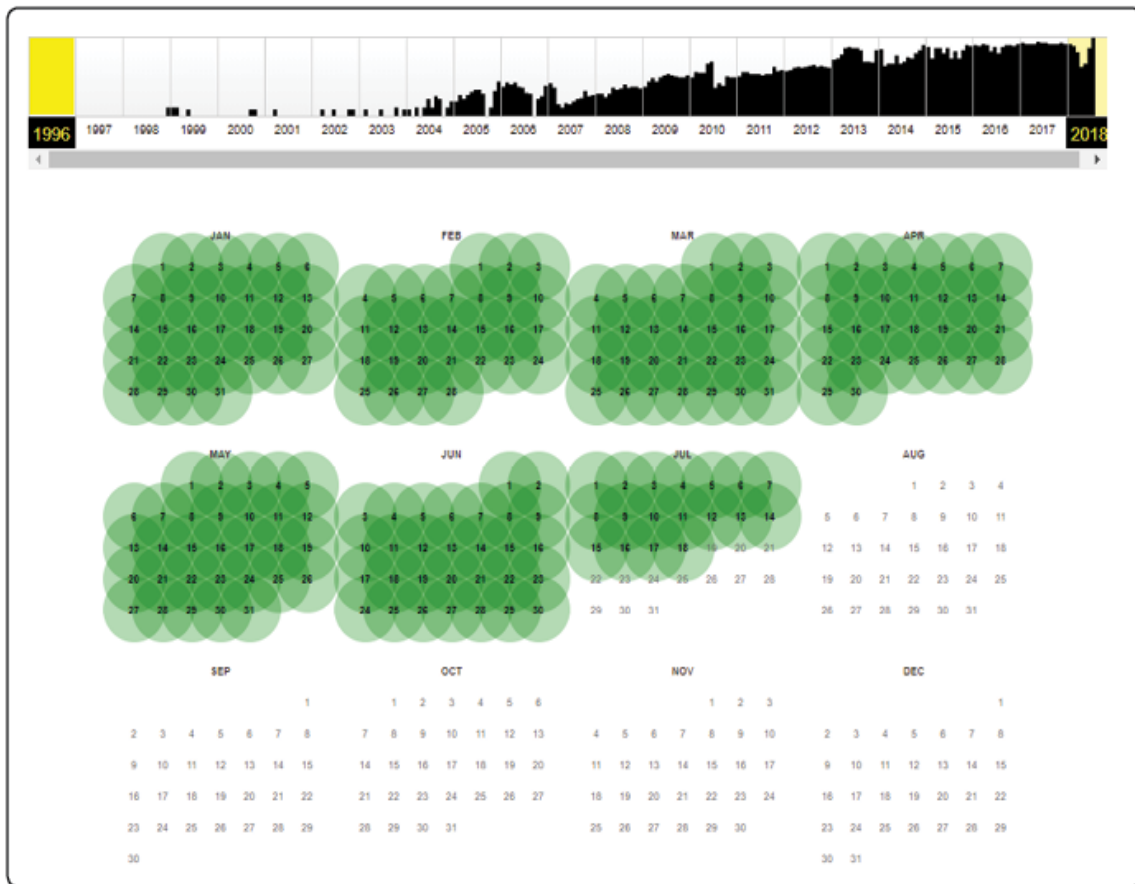 1996 1997 1998 1999 2000 2001 2002 2003 2004 2005 2006 2007 2008 2009 2010 2011 2012 2013 2014 2015 2016 2017 2018
JAN FEB MAR APR
1 2 3 4 5 6 1 2 3 1 2 3 1 2 3 4 5 6 7
7 8 9 10 11 12 13 4 5 6 7 8 9 10 4 5 6 7 8 9 10 8 9 10 11 12 13 14
14 15 16 17 18 19 20 11 12 13 14 15 16 17 11 12 13 14 15 16 17 15 16 17 18 19 20 21
21 22 23 24 25 26 27 18 19 20 21 22 23 24 18 19 20 21 22 23 24 22 23 24 25 26 27 28
28 29 30 31 25 26 27 28 25 26 27 28 29 30 31 29 30
MAY JUN JUL AUG
1 2 3 4 5 1 2 1 2 3 4 5 6 7 1 2 3 4
6 7 8 9 10 11 12 3 4 5 6 7 8 9 8 9 10 11 12 13 14 5 6 7 8 9 10 11
13 14 15 16 17 18 19 10 11 12 13 14 15 16 15 16 17 18 19 20 21 12 13 14 15 16 17 18
20 21 22 23 24 25 26 17 18 19 20 21 22 23 22 23 24 25 26 27 28 19 20 21 22 23 24 25
27 28 29 30 31 24 25 26 27 28 29 30 29 30 31 26 27 28 29 30 31
SEP OCT NOV DEC
1 1 2 3 4 5 6 1 2 3 1
2 3 4 5 6 7 8 7 8 9 10 11 12 13 4 5 6 7 8 9 10 2 3 4 5 6 7 8
9 10 11 12 13 14 15 14 15 16 17 18 19 20 11 12 13 14 15 16 17 9 10 11 12 13 14 15
16 17 18 19 20 21 22 21 22 23 24 25 26 27 18 19 20 21 22 23 24 16 17 18 19 20 21 22
23 24 25 26 27 28 29 28 29 30 31 25 26 27 28 29 30 23 24 25 26 27 28 29
30 30 31